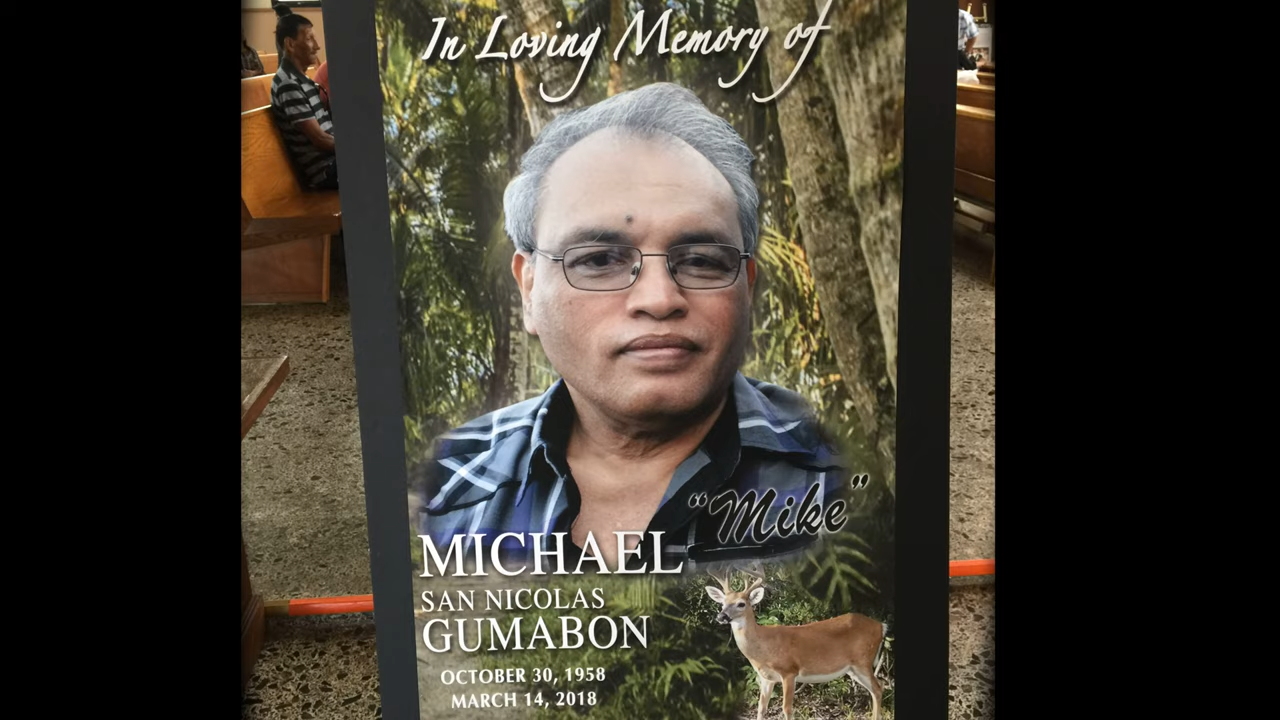 In Loving Memory of
"Mike"
MICHAEL
SAN NICOLAS
GUMABON
OCTOBER 30, 1958
MARCH 14, 2018